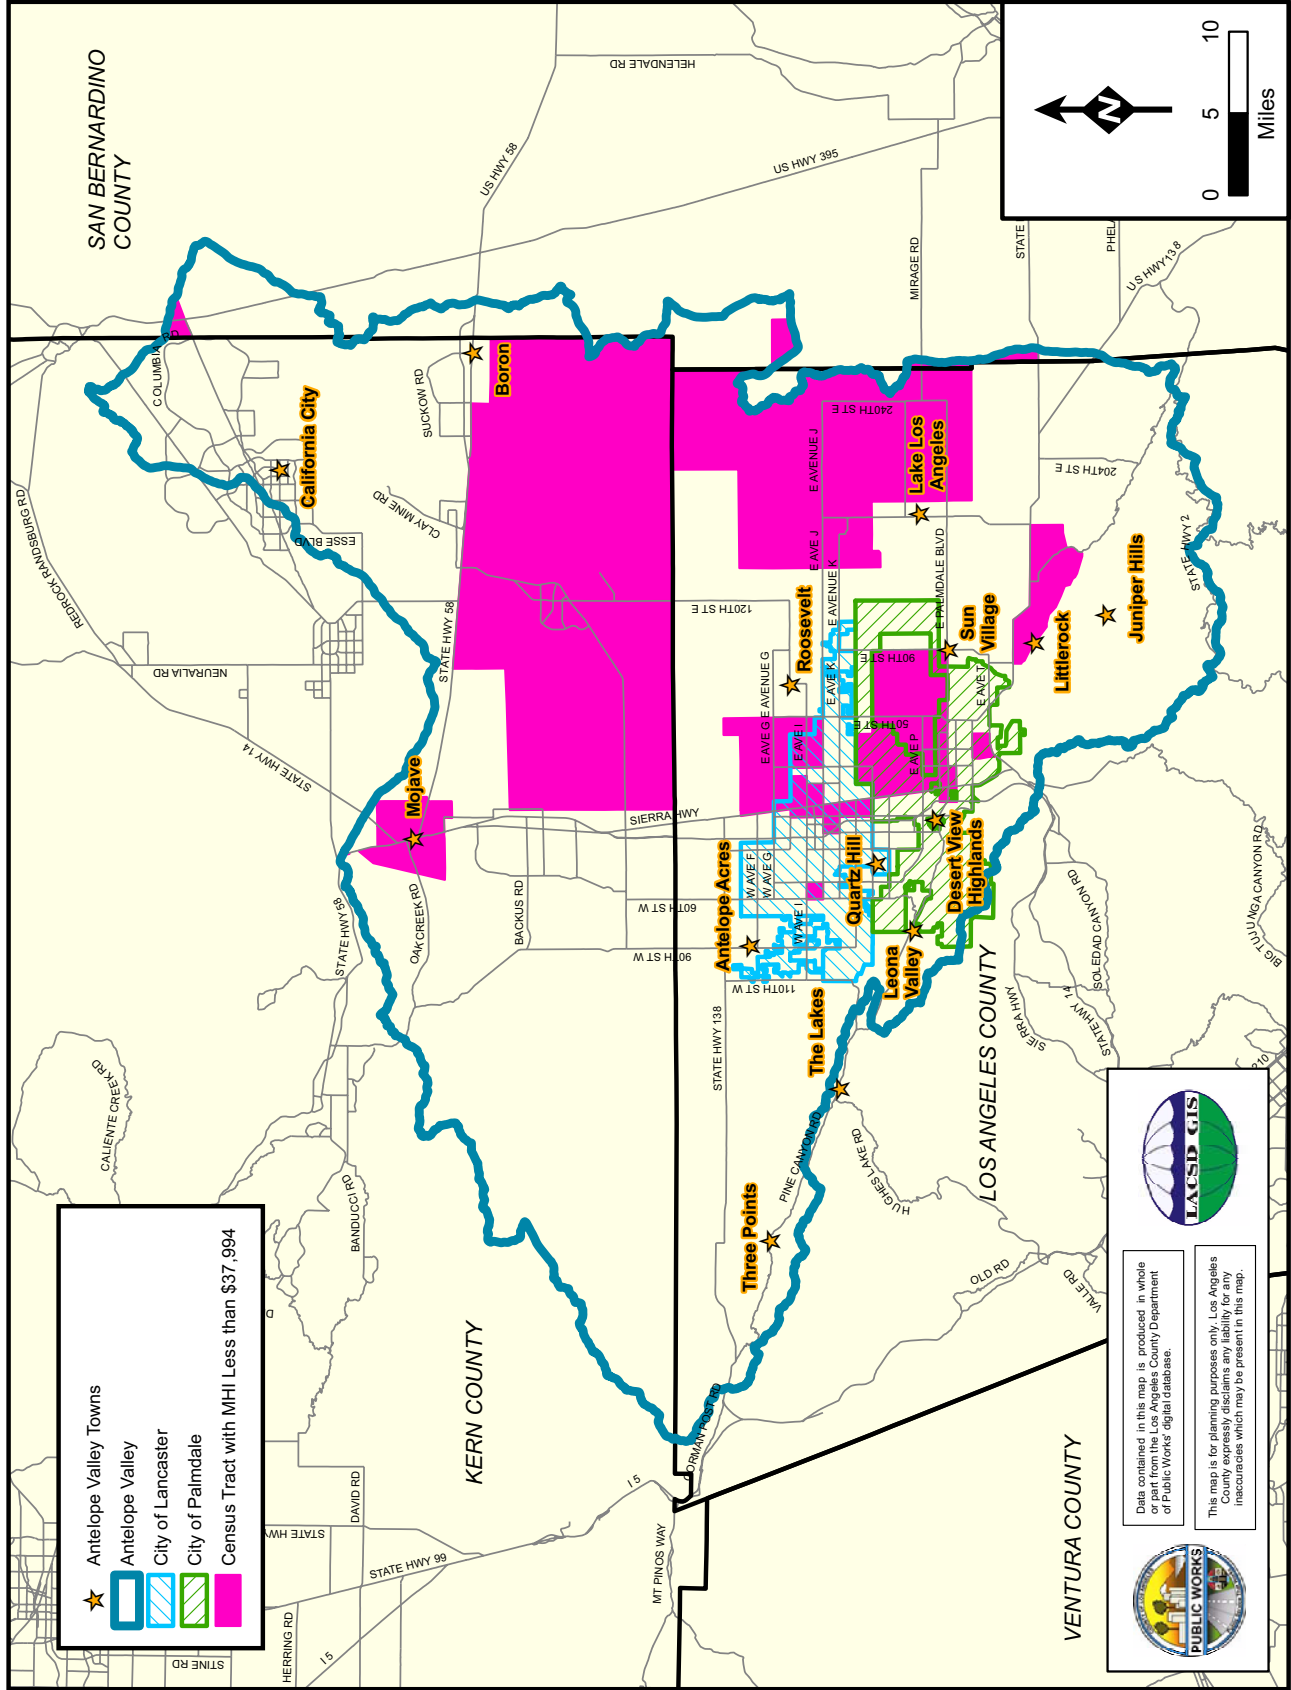 Antelope Valley Towns
Antelope Valley
City of Lancaster
City of Palmdale
Census Tract with MHI Less than $37,994
SAN BERNARDINO
COUNTY
KERN COUNTY
LOS ANGELES COUNTY
VENTURA COUNTY
California City
Boron
Mojave
Roosevelt
Lake Los
Angeles
Sun
Village
Littlerock
Juniper Hills
Antelope Acres
Quartz Hill
Desert View
Highlands
Leona
Valley
The Lakes
Three Points
CALIENTE CREEK RD
BANDUCCI RD
DAVID RD
STATE HWY
STATE HWY 99
HERRING RD
STINE RD
I 5
I 5
MT PINOS WAY
GORMAN POST RD
REDROCK RANDSBURG RD
NEURALIA RD
STATE HWY 14
STATE HWY 58
STATE HWY 58
OAK CREEK RD
BACKUS RD
SIERRA HWY
COLUMBIA RD
SUCKOW RD
CLAY MINE RD
ESSE BLVD
120TH ST E
US HWY 58
HELENDALE RD
US HWY 395
MIRAGE RD
STATE
PHEL
US HWY 138
STATE HWY 2
204TH ST E
240TH ST E
E AVENUE J
E AVE J
E AVENUE K
E PALMDALE BLVD
E AVENUE G
E AVE G
E AVE I
E AVE K
90TH ST E
50TH ST E
E AVE P
E AVE T
W AVE F
W AVE G
W AVE I
60TH ST W
90TH ST W
110TH ST W
STATE HWY 138
PINE CANYON RD
HUGHES LAKE RD
OLD RD
VALLE RD
SIERRA HWY
STATE HWY 14
SOLEDAD CANYON RD
BIG TUJUNGA CANYON RD
210
N
0 5 10
Miles
Data contained in this map is produced in whole
or part from the Los Angeles County Department
of Public Works' digital database.
This map is for planning purposes only. Los Angeles
County expressly disclaims any liability for any
inaccuracies which may be present in this map.
PUBLIC WORKS
LACSD GIS